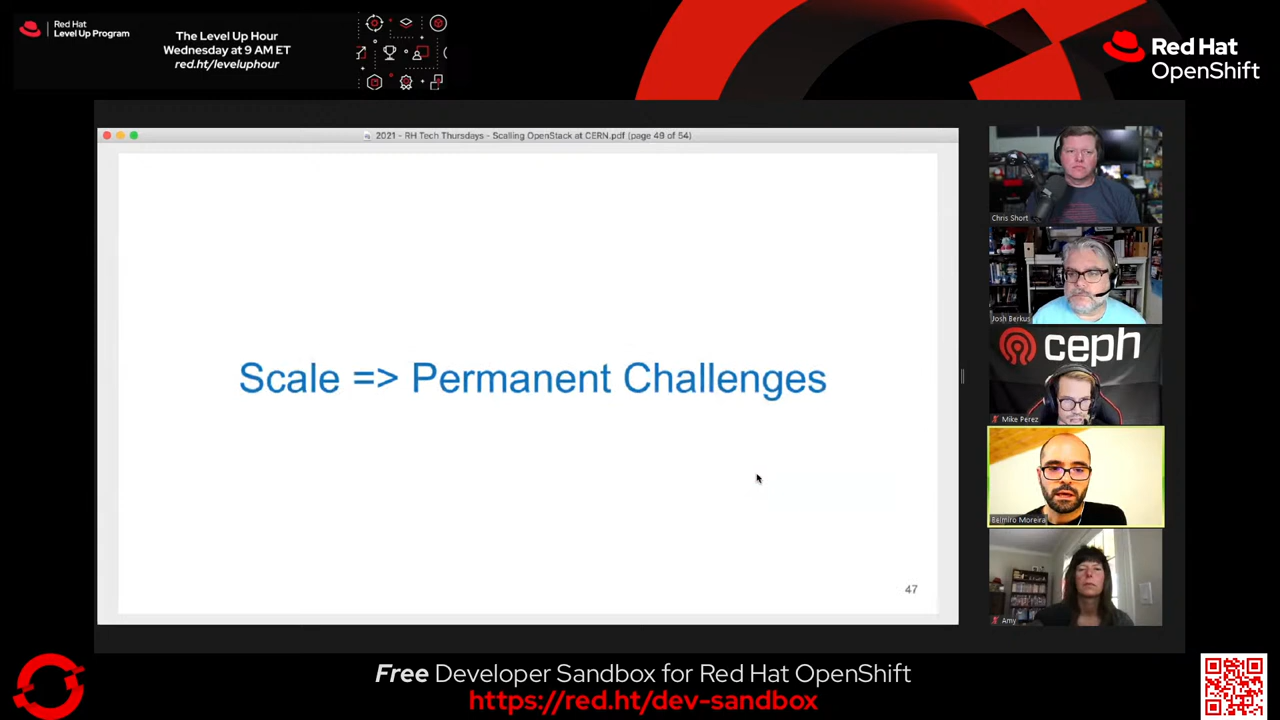 Red Hat
Level Up Program
The Level Up Hour
Wednesday at 9 AM ET
red.ht/leveluphour
Red Hat
OpenShift
2021 - RH Tech Thursdays - Scalling OpenStack at CERN.pdf (page 49 of 54)
Scale => Permanent Challenges
47
Chris Short
Josh Berkus
ceph
Mike Perez
Belmiro Moreira
Amy
Free Developer Sandbox for Red Hat OpenShift
https://red.ht/dev-sandbox